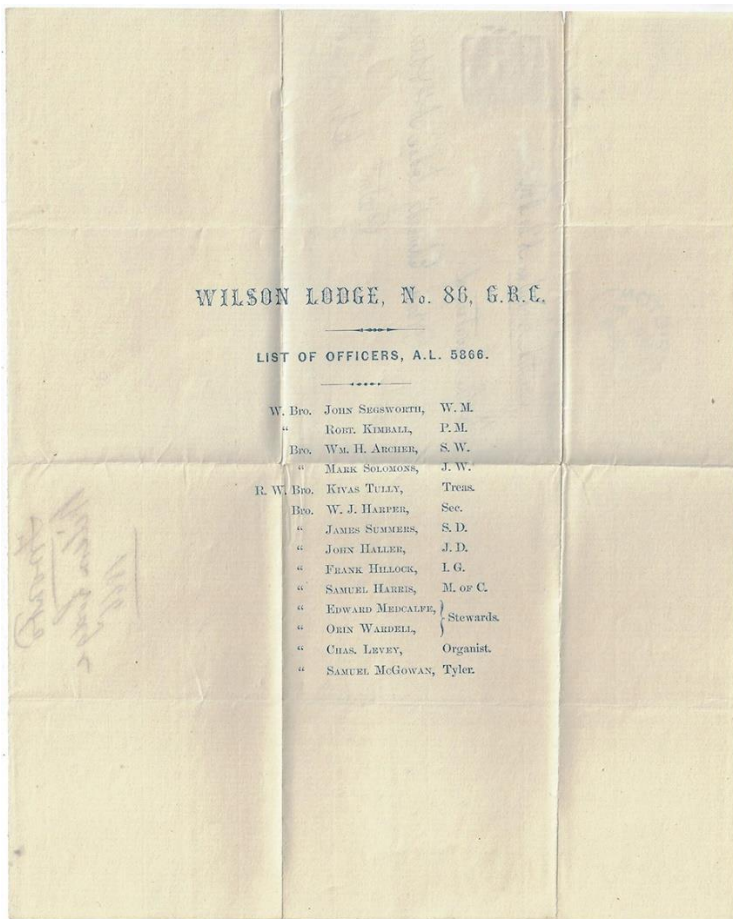 WILSON LODGE, No. 86, G.R.C.
LIST OF OFFICERS, A.L. 5866.
W. Bro. JOHN SEGSWORTH, W. M.
“ ROBT. KIMBALL, P. M.
Bro. WM. H. ARCHER, S. W.
“ MARK SOLOMONS, J. W.
R. W. Bro. KIVAS TULLY, Treas.
Bro. W. J. HARPER, Sec.
“ JAMES SUMMERS, S. D.
“ JOHN HALLER, J. D.
“ FRANK HILLOCK, I. G.
“ SAMUEL HARRIS, M. OF C.
“ EDWARD MEDCALFE, } Stewards.
“ ORIN WARDELL,
“ CHAS. LEVEY, Organist.
“ SAMUEL McGOWAN, Tyler.